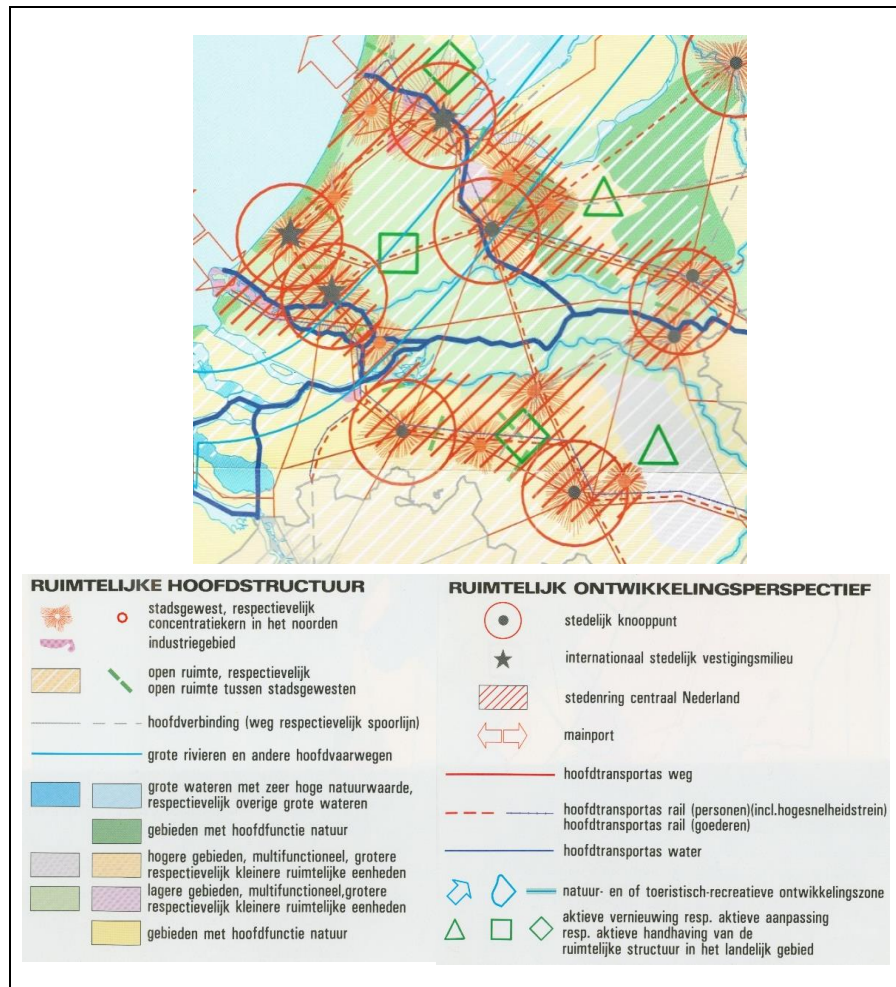 RUIMTELIJKE HOOFDSTRUCTUUR
stadsgewest, respectievelijk
concentratiekern in het noorden
industriegebied
open ruimte, respectievelijk
open ruimte tussen stadsgewesten
hoofdverbinding (weg respectievelijk spoorlijn)
grote rivieren en andere hoofdvaarwegen
grote wateren met zeer hoge natuurwaarde,
respectievelijk overige grote wateren
gebieden met hoofdfunctie natuur
hogere gebieden, multifunctioneel, grotere
respectievelijk kleinere ruimtelijke eenheden
lagere gebieden, multifunctioneel,grotere
respectievelijk kleinere ruimtelijke eenheden
gebieden met hoofdfunctie natuur
RUIMTELIJK ONTWIKKELINGSPERSPECTIEF
stedelijk knooppunt
internationaal stedelijk vestigingsmilieu
stedenring centraal Nederland
mainport
hoofdtransportas weg
hoofdtransportas rail (personen)(incl.hogesnelheidstrein)
hoofdtransportas rail (goederen)
hoofdtransportas water
natuur- en of toeristisch-recreatieve ontwikkelingszone
aktieve vernieuwing resp. aktieve aanpassing
resp. aktieve handhaving van de
ruimtelijke structuur in het landelijk gebied